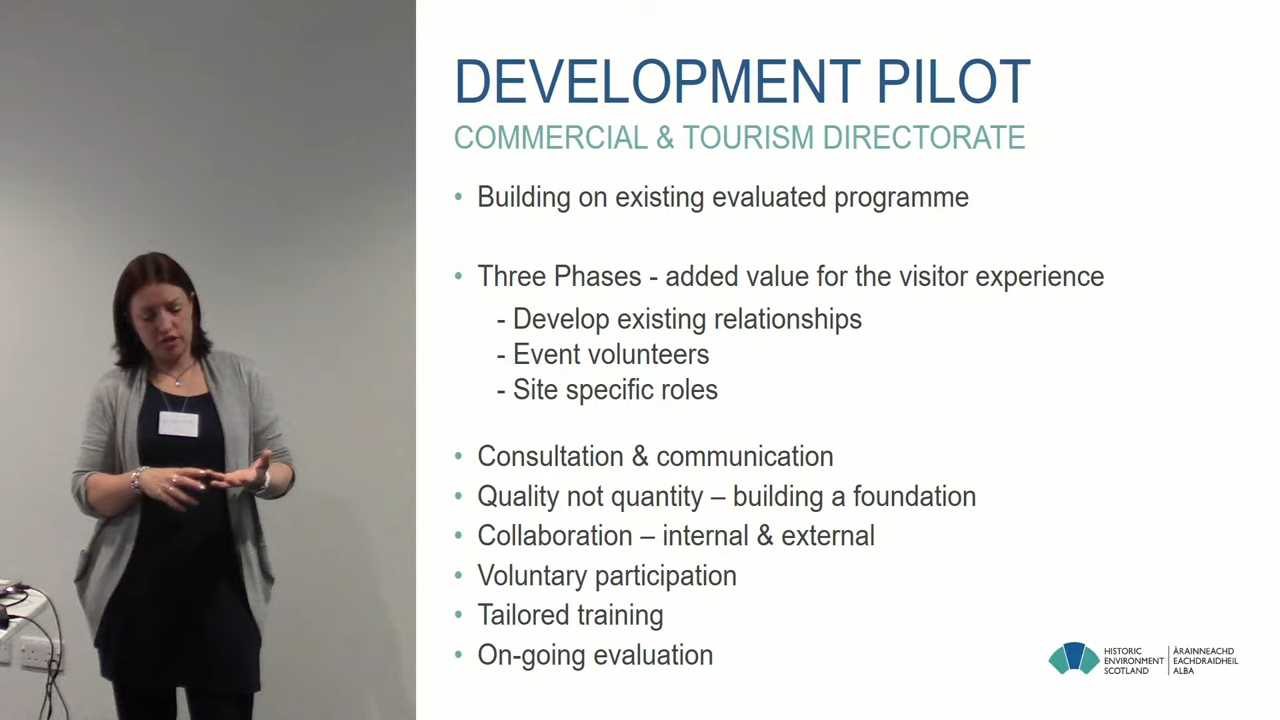 DEVELOPMENT PILOT
COMMERCIAL & TOURISM DIRECTORATE
• Building on existing evaluated programme
• Three Phases - added value for the visitor experience
- Develop existing relationships
- Event volunteers
- Site specific roles
• Consultation & communication
• Quality not quantity – building a foundation
• Collaboration – internal & external
• Voluntary participation
• Tailored training
• On-going evaluation
HISTORIC
ENVIRONMENT
SCOTLAND
ÀRAINNEACHD
EACHDRAIDHEIL
ALBA